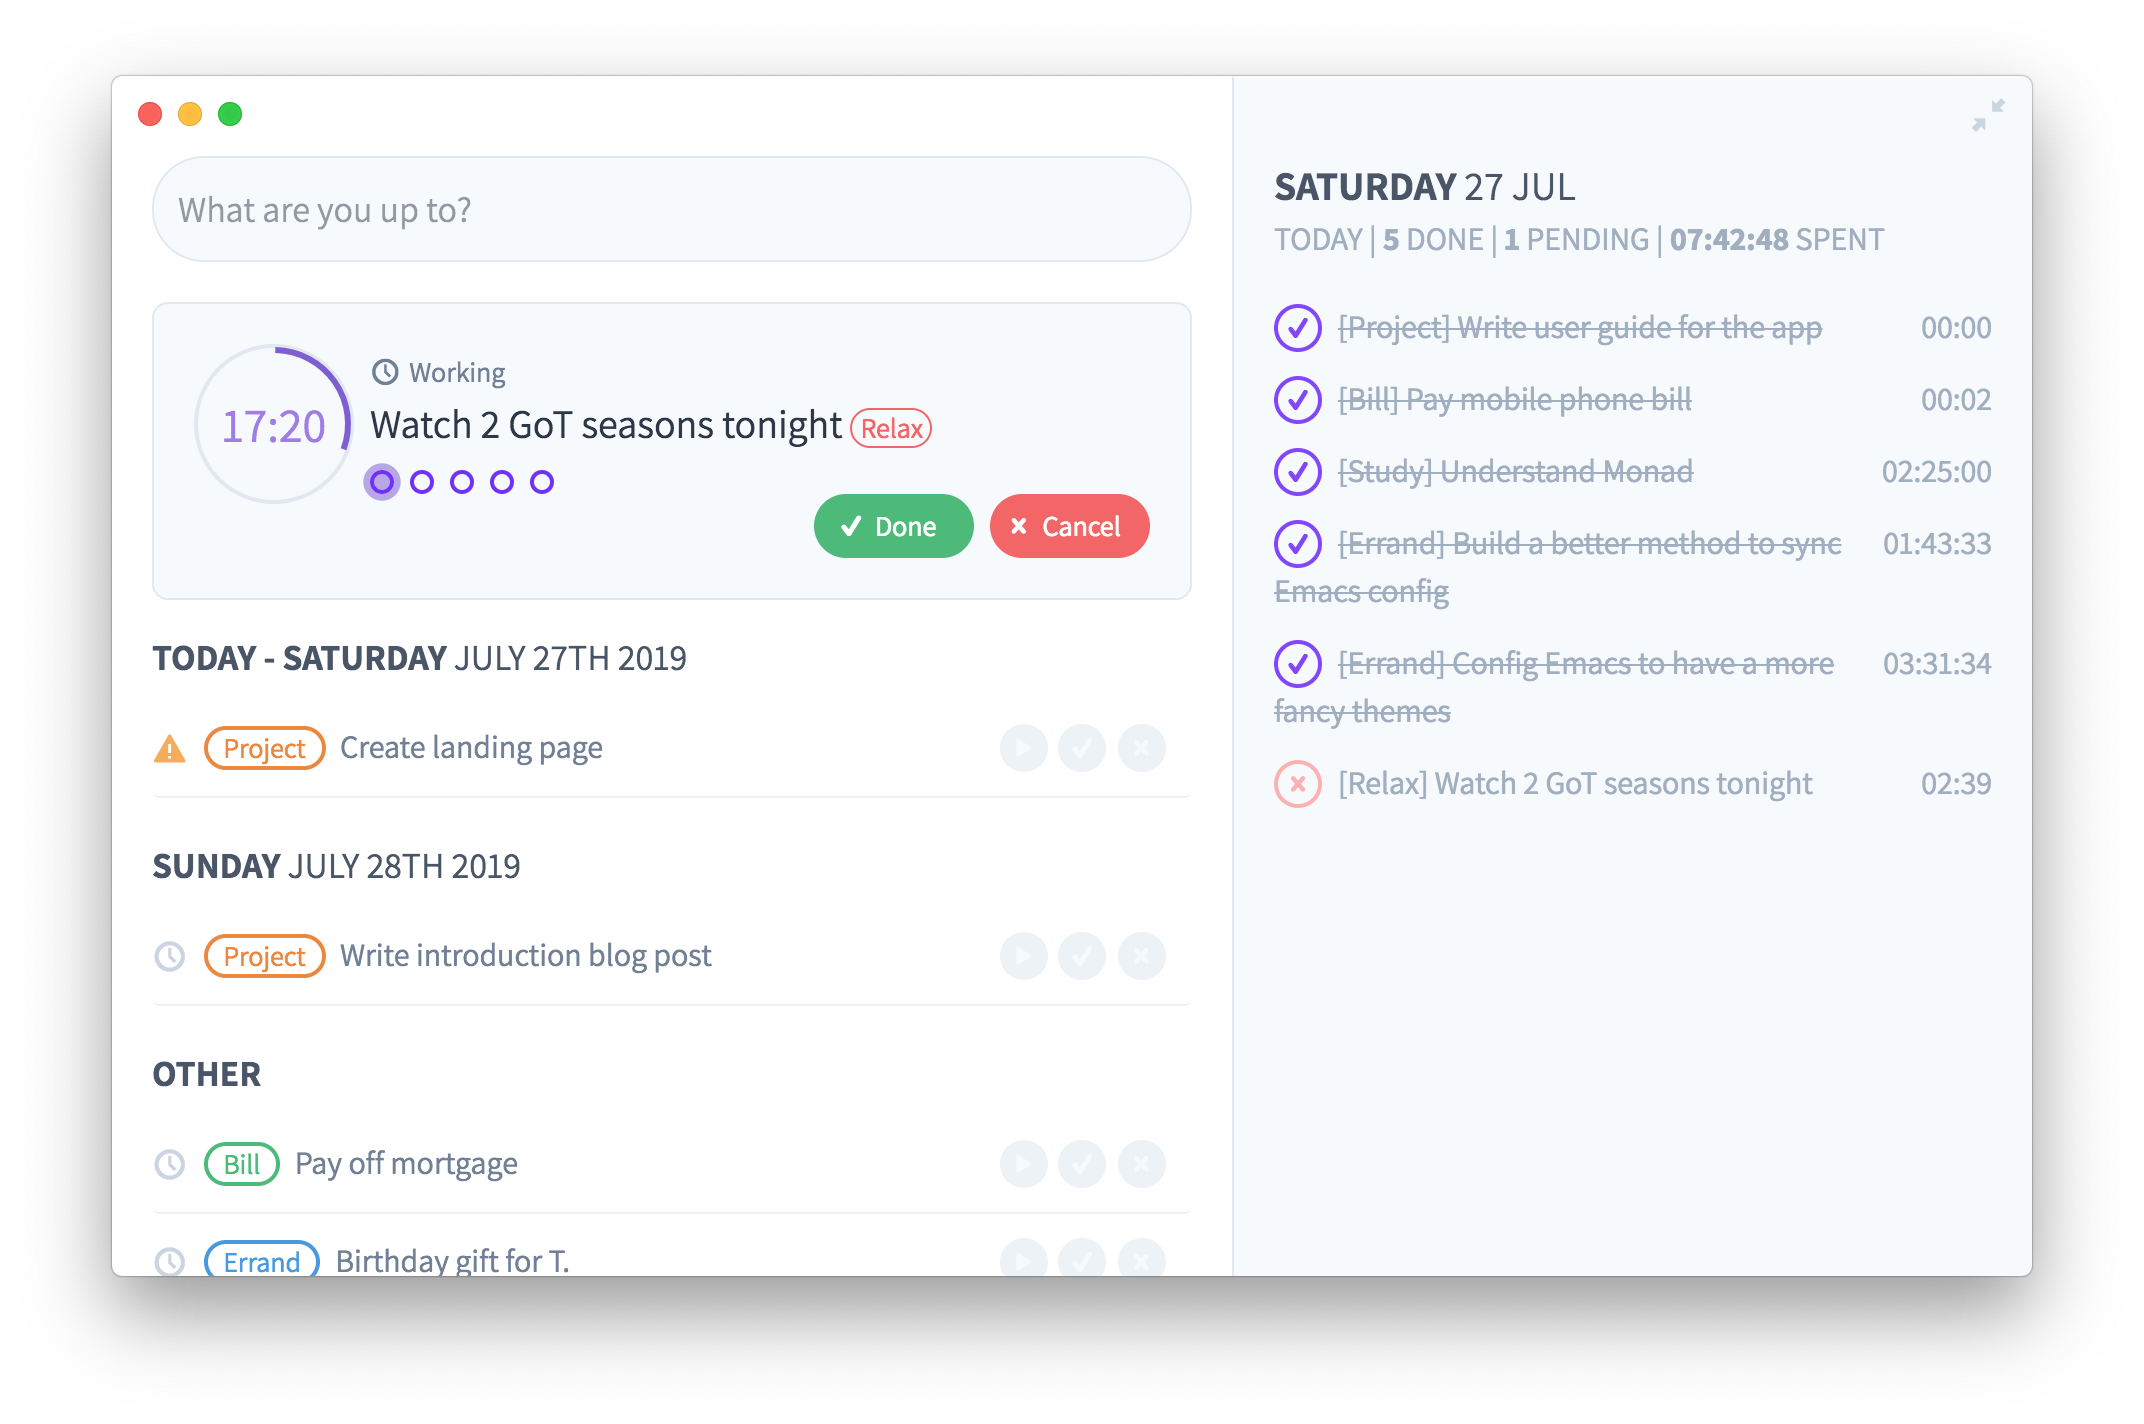 What are you up to?
17:20
Working
Watch 2 GoT seasons tonight Relax
Done Cancel
TODAY - SATURDAY JULY 27TH 2019
Project Create landing page
SUNDAY JULY 28TH 2019
Project Write introduction blog post
OTHER
Bill Pay off mortgage
Errand Birthday gift for T.
SATURDAY 27 JUL
TODAY | 5 DONE | 1 PENDING | 07:42:48 SPENT
[Project] Write user guide for the app 00:00
[Bill] Pay mobile phone bill 00:02
[Study] Understand Monad 02:25:00
[Errand] Build a better method to sync 01:43:33
Emacs config
[Errand] Config Emacs to have a more 03:31:34
fancy themes
[Relax] Watch 2 GoT seasons tonight 02:39